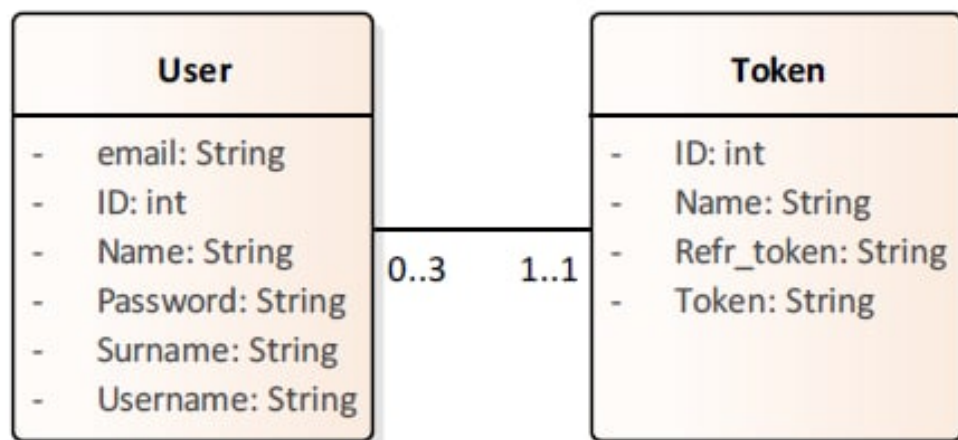 User
- email: String
- ID: int
- Name: String
- Password: String
- Surname: String
- Username: String
0..3
1..1
Token
- ID: int
- Name: String
- Refr_token: String
- Token: String